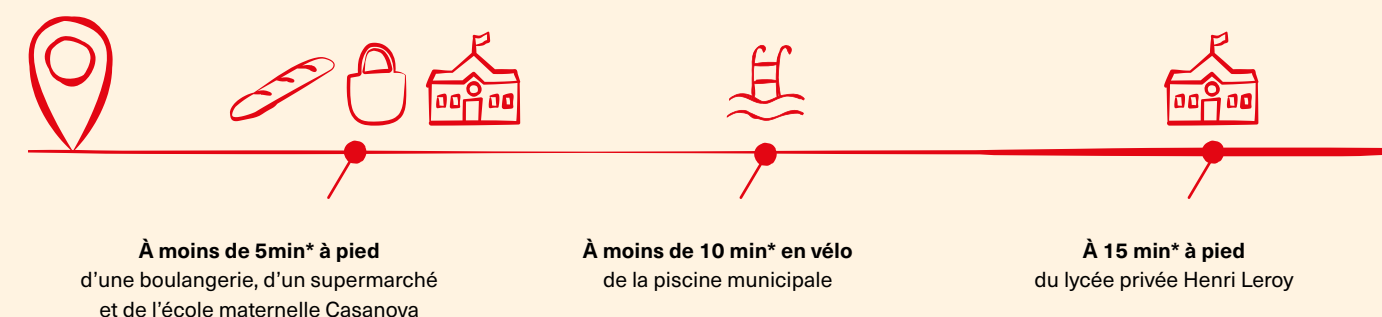 À moins de 5min* à pied
d'une boulangerie, d'un supermarché
et de l'école maternelle Casanova
À moins de 10 min* en vélo
de la piscine municipale
À 15 min* à pied
du lycée privée Henri Leroy